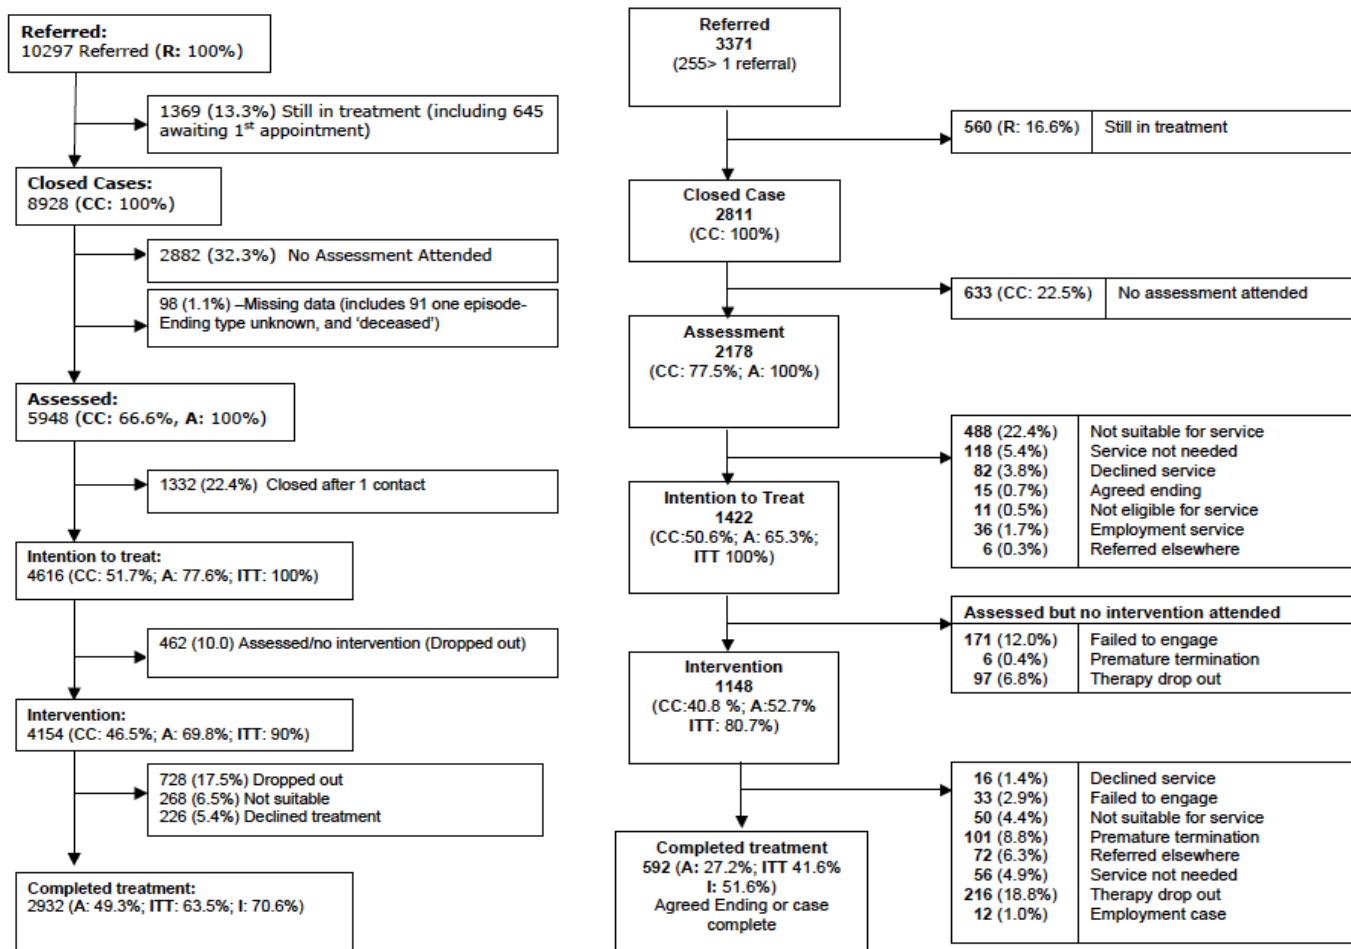 Referred:
10297 Referred (R: 100%)
1369 (13.3%) Still in treatment (including 645
awaiting 1st appointment)
Closed Cases:
8928 (CC: 100%)
2882 (32.3%) No Assessment Attended
98 (1.1%) –Missing data (includes 91 one episode-
Ending type unknown, and ‘deceased’)
Assessed:
5948 (CC: 66.6%, A: 100%)
1332 (22.4%) Closed after 1 contact
Intention to treat:
4616 (CC: 51.7%; A: 77.6%; ITT: 100%)
462 (10.0) Assessed/no intervention (Dropped out)
Intervention:
4154 (CC: 46.5%; A: 69.8%; ITT: 90%)
728 (17.5%) Dropped out
268 (6.5%) Not suitable
226 (5.4%) Declined treatment
Completed treatment:
2932 (A: 49.3%; ITT: 63.5%; I: 70.6%)
Referred
3371
(255> 1 referral)
560 (R: 16.6%) Still in treatment
Closed Case
2811
(CC: 100%)
633 (CC: 22.5%) No assessment attended
Assessment
2178
(CC: 77.5%; A: 100%)
488 (22.4%) Not suitable for service
118 (5.4%) Service not needed
82 (3.8%) Declined service
15 (0.7%) Agreed ending
11 (0.5%) Not eligible for service
36 (1.7%) Employment service
6 (0.3%) Referred elsewhere
Intention to Treat
1422
(CC:50.6%; A: 65.3%;
ITT 100%)
Assessed but no intervention attended
171 (12.0%) Failed to engage
6 (0.4%) Premature termination
97 (6.8%) Therapy drop out
Intervention
1148
(CC:40.8 %; A:52.7%
ITT: 80.7%)
16 (1.4%) Declined service
33 (2.9%) Failed to engage
50 (4.4%) Not suitable for service
101 (8.8%) Premature termination
72 (6.3%) Referred elsewhere
56 (4.9%) Service not needed
216 (18.8%) Therapy drop out
12 (1.0%) Employment case
Completed treatment
592 (A: 27.2%; ITT 41.6%
I: 51.6%)
Agreed Ending or case
complete